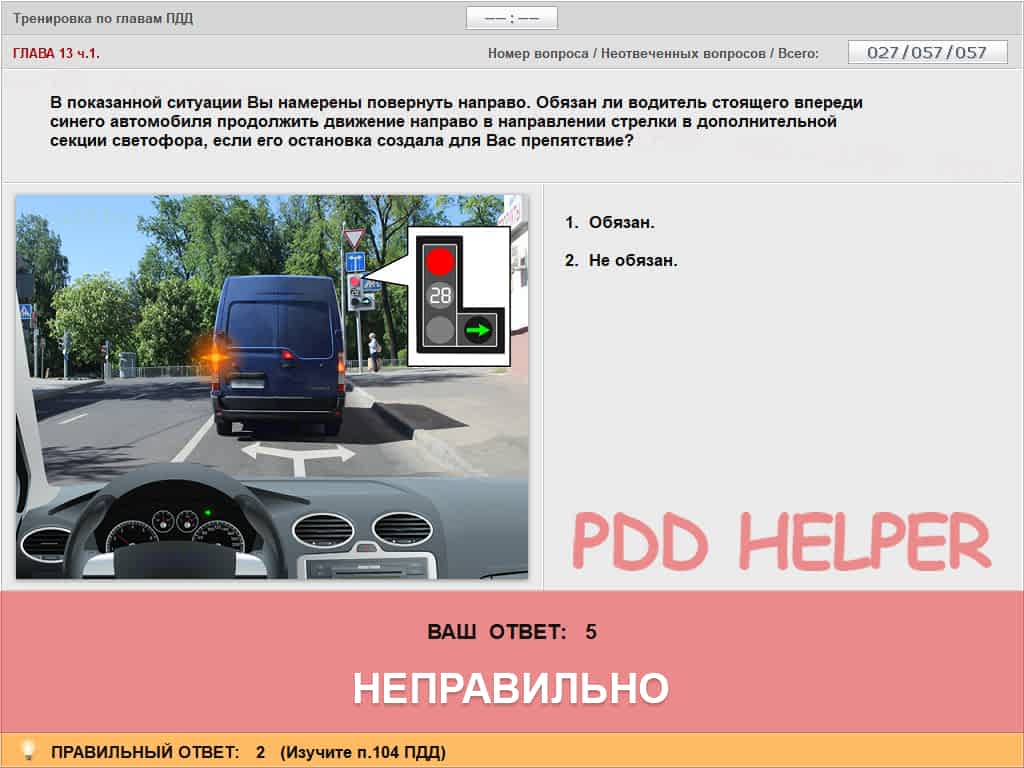 Тренировка по главам ПДД
—— : ——
ГЛАВА 13 ч.1.
Номер вопроса / Неотвеченных вопросов / Всего:
027/057/057
В показанной ситуации Вы намерены повернуть направо. Обязан ли водитель стоящего впереди
синего автомобиля продолжить движение направо в направлении стрелки в дополнительной
секции светофора, если его остановка создала для Вас препятствие?
28
1. Обязан.
2. Не обязан.
PDD HELPER
ВАШ ОТВЕТ: 5
НЕПРАВИЛЬНО
ПРАВИЛЬНЫЙ ОТВЕТ: 2 (Изучите п.104 ПДД)